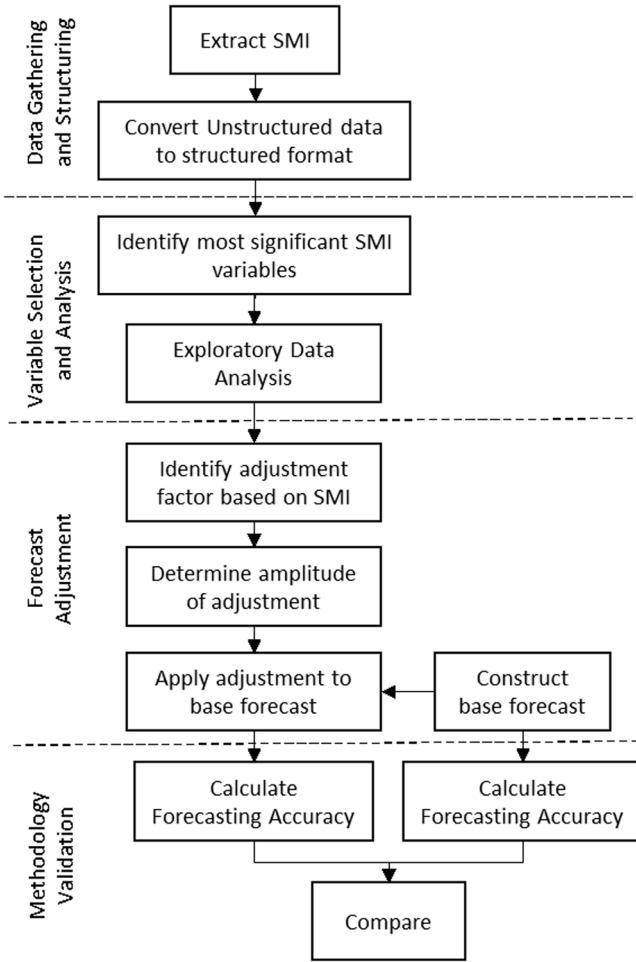 Data Gathering
and Structuring
Extract SMI
Convert Unstructured data
to structured format
Variable Selection
and Analysis
Identify most significant SMI
variables
Exploratory Data
Analysis
Forecast
Adjustment
Identify adjustment
factor based on SMI
Determine amplitude
of adjustment
Apply adjustment to
base forecast
Construct
base forecast
Methodology
Validation
Calculate
Forecasting Accuracy
Calculate
Forecasting Accuracy
Compare